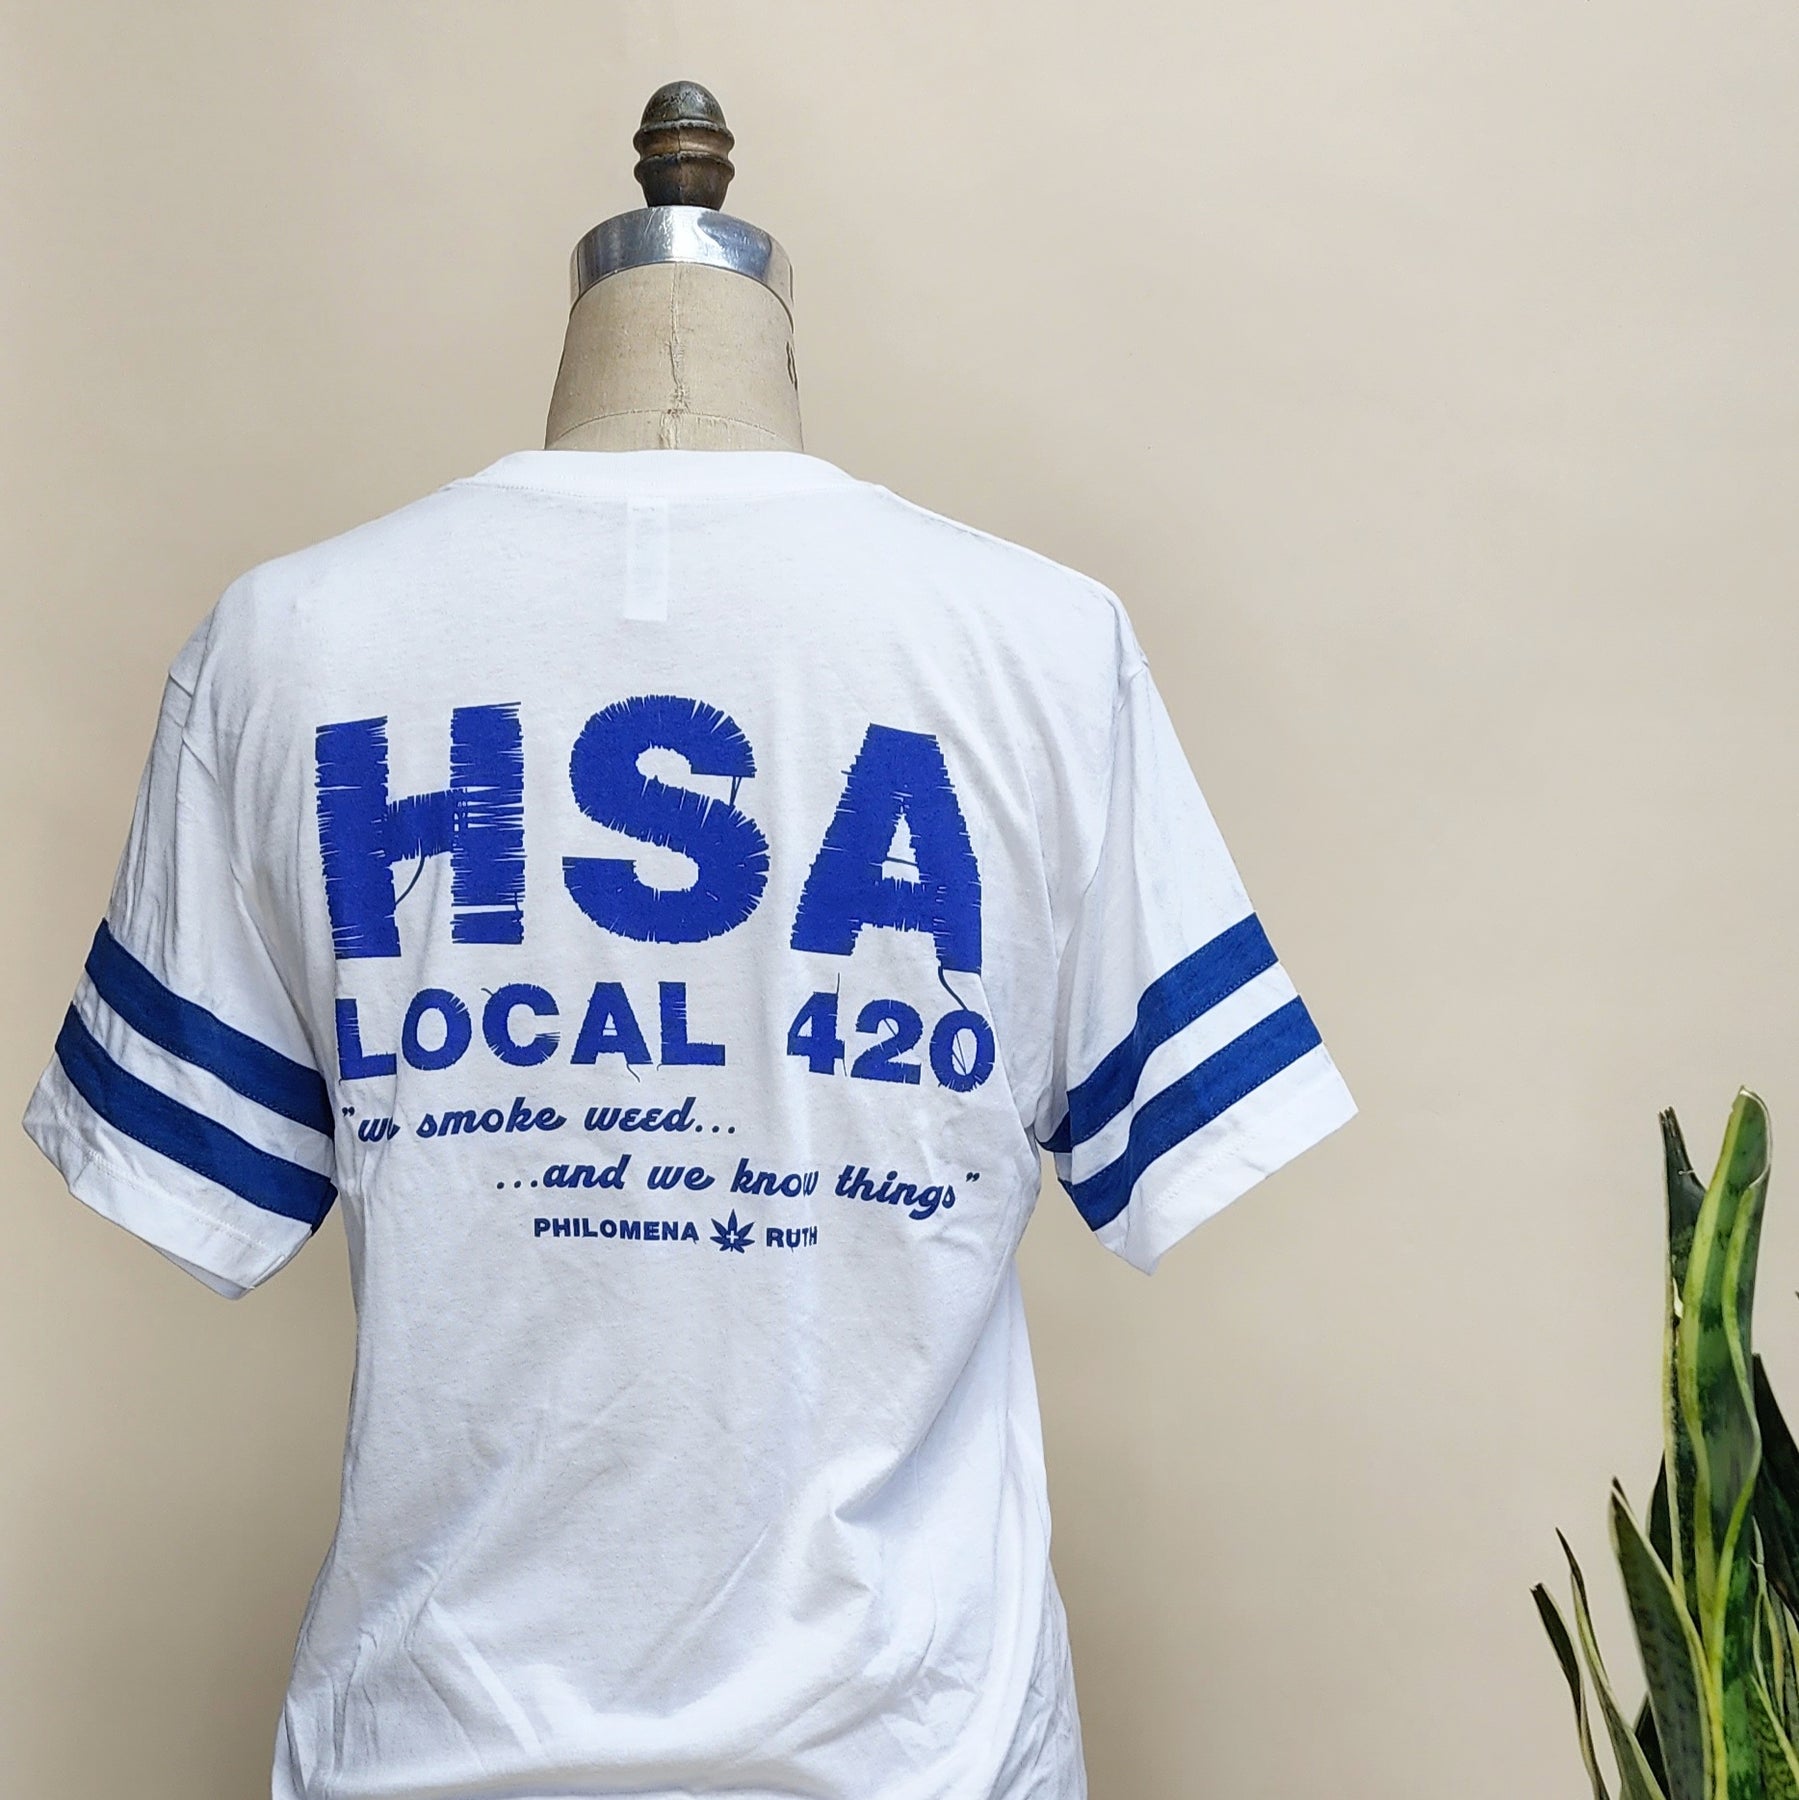 HSA
LOCAL 420
"we smoke weed...
...and we know things"
PHILOMENA RUTH